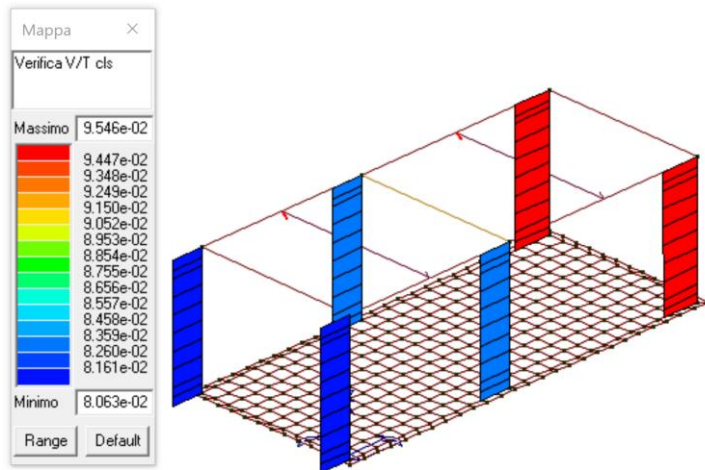 Mappa
Verifica V/T cls
Massimo 9.546e-02
9.447e-02
9.348e-02
9.249e-02
9.150e-02
9.052e-02
8.953e-02
8.854e-02
8.755e-02
8.656e-02
8.557e-02
8.458e-02
8.359e-02
8.260e-02
8.161e-02
Minimo 8.063e-02
Range Default